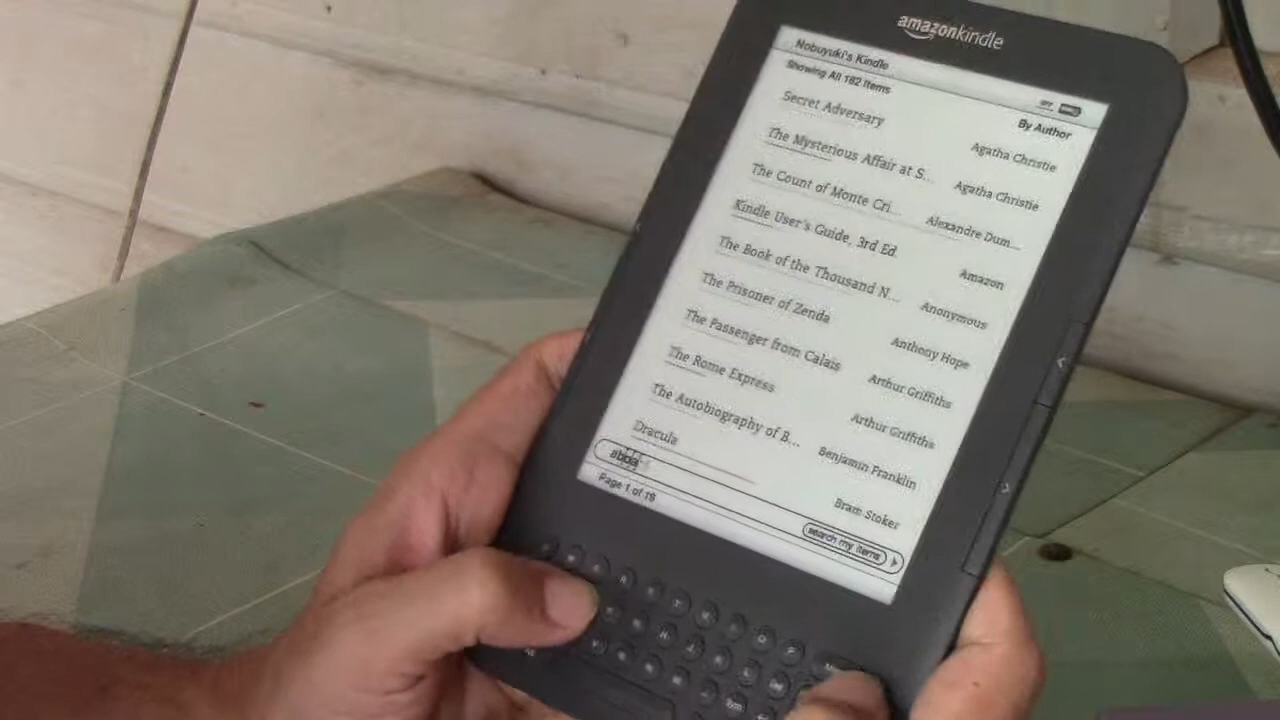 amazonkindle
Nobuyuki's Kindle
Showing All 182 Items
By Author
Secret Adversary Agatha Christie
The Mysterious Affair at S... Agatha Christie
The Count of Monte Cri... Alexandre Dum...
Kindle User's Guide, 3rd Ed. Amazon
The Book of the Thousand N... Anonymous
The Prisoner of Zenda Anthony Hope
The Passenger from Calais Arthur Griffiths
The Rome Express Arthur Griffiths
The Autobiography of B... Benjamin Franklin
Dracula Bram Stoker
search my items
Page 1 of 19